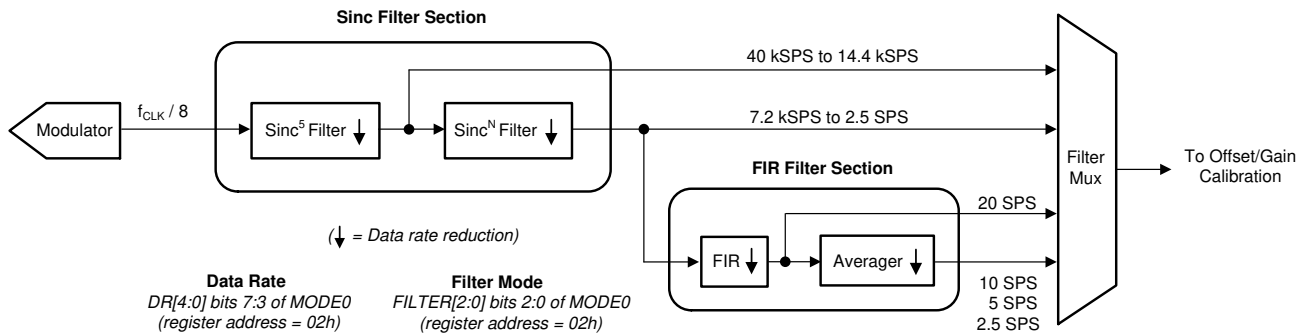 Sinc Filter Section
40 kSPS to 14.4 kSPS
Modulator
fCLK / 8
Sinc5 Filter
SincN Filter
7.2 kSPS to 2.5 SPS
Filter
Mux
To Offset/Gain
Calibration
FIR Filter Section
20 SPS
FIR
Averager
10 SPS
5 SPS
2.5 SPS
(↓ = Data rate reduction)
Data Rate
DR[4:0] bits 7:3 of MODE0
(register address = 02h)
Filter Mode
FILTER[2:0] bits 2:0 of MODE0
(register address = 02h)